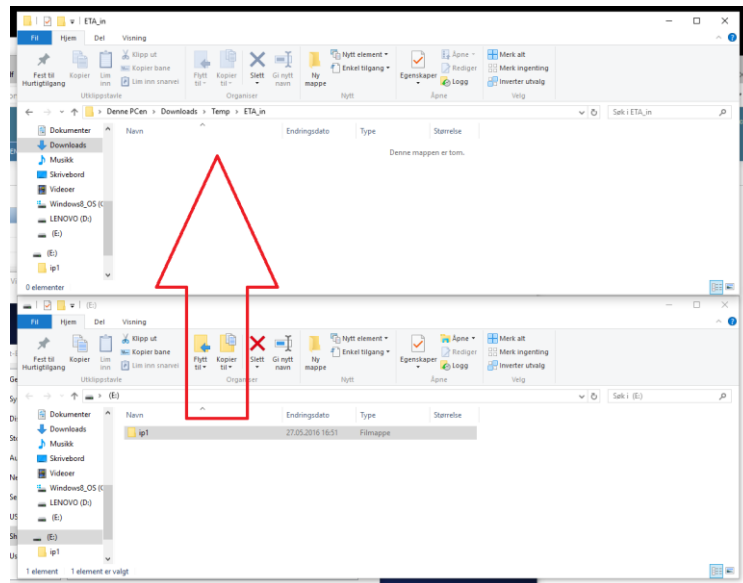 ETA_in
Fil Hjem Del Visning
Fest til Hurtigtilgang
Kopier
Lim inn
Klipp ut
Kopier bane
Lim inn snarvei
Utklippstavle
Flytt til
Kopier til
Slett
Gi nytt navn
Organiser
Ny mappe
Nytt element
Enkel tilgang
Nytt
Egenskaper
Åpne
Rediger
Logg
Åpne
Merk alt
Merk ingenting
Inverter utvalg
Velg
Denne PCen > Downloads > Temp > ETA_in
Søk i ETA_in
Dokumenter
Downloads
Musikk
Skrivebord
Videoer
Windows8_OS (C
LENOVO (D:)
(E:)
(E:)
ip1
Navn Endringsdato Type Størrelse
Denne mappen er tom.
0 elementer
(E:)
Fil Hjem Del Visning
Fest til Hurtigtilgang
Kopier
Lim inn
Klipp ut
Kopier bane
Lim inn snarvei
Utklippstavle
Flytt til
Kopier til
Slett
Gi nytt navn
Organiser
Ny mappe
Nytt element
Enkel tilgang
Nytt
Egenskaper
Åpne
Rediger
Logg
Åpne
Merk alt
Merk ingenting
Inverter utvalg
Velg
> (E:)
Søk i (E:)
Dokumenter
Downloads
Musikk
Skrivebord
Videoer
Windows8_OS (C
LENOVO (D:)
(E:)
(E:)
ip1
Navn Endringsdato Type Størrelse
ip1 27.05.2016 16:51 Filmappe
1 element 1 element er valgt